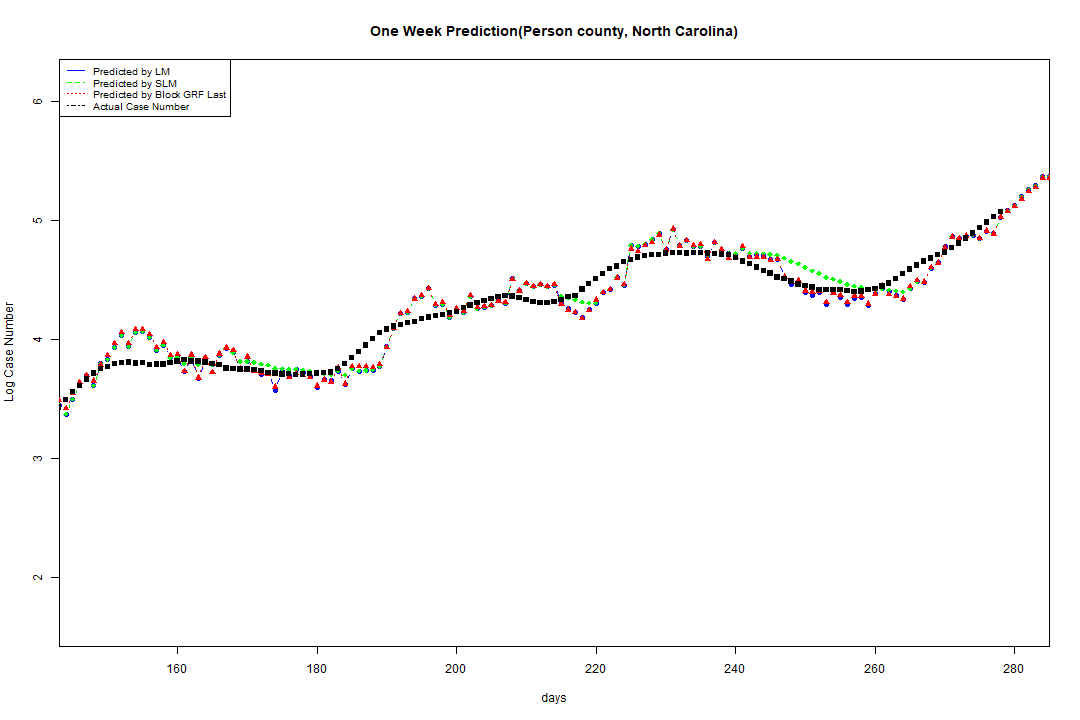 One Week Prediction(Person county, North Carolina)
Predicted by LM
Predicted by SLM
Predicted by Block GRF Last
Actual Case Number
6
5
4
3
2
Log Case Number
160 180 200 220 240 260 280
days